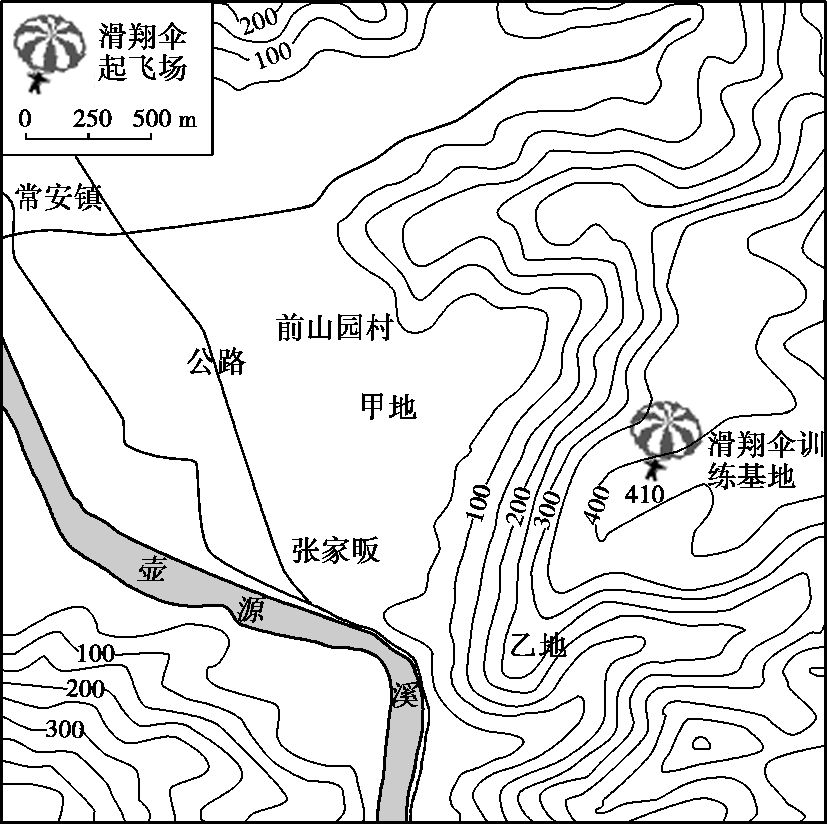 滑翔伞
起飞场
0 250 500 m
200
100
常安镇
前山园村
公路
甲地
滑翔伞训
练基地
410
400
300
200
100
张家畈
壶
源
溪
乙地
100
200
300